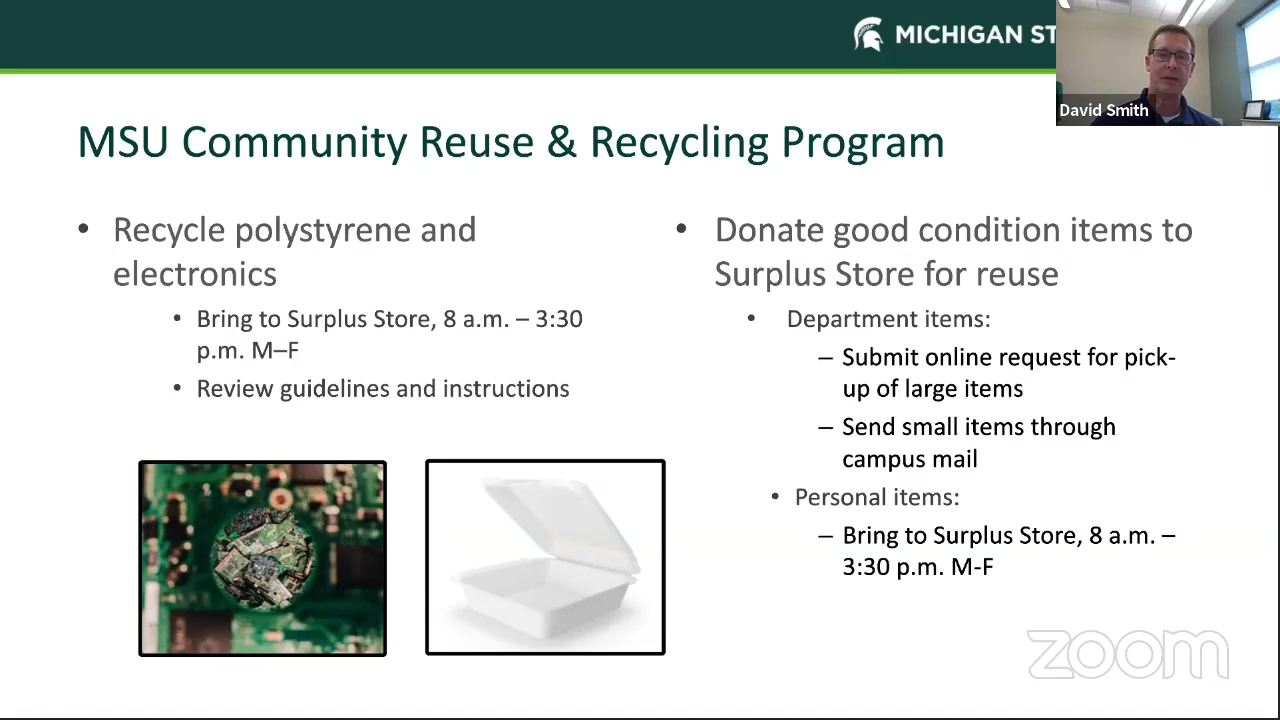 MICHIGAN ST
David Smith
MSU Community Reuse & Recycling Program
• Recycle polystyrene and
electronics
• Bring to Surplus Store, 8 a.m. – 3:30
p.m. M–F
• Review guidelines and instructions
• Donate good condition items to
Surplus Store for reuse
• Department items:
– Submit online request for pick-
up of large items
– Send small items through
campus mail
• Personal items:
– Bring to Surplus Store, 8 a.m. –
3:30 p.m. M-F
zoom